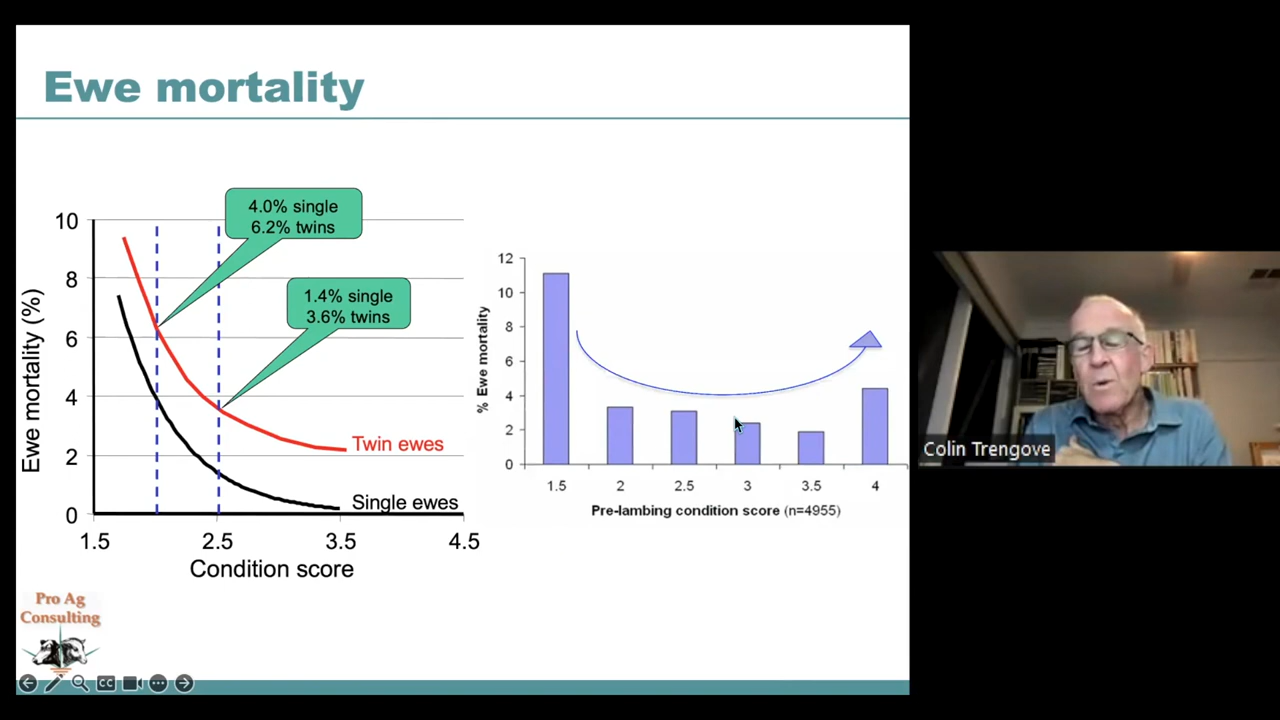 Ewe mortality
4.0% single
6.2% twins
1.4% single
3.6% twins
Ewe mortality (%)
10
8
6
4
2
0
Twin ewes
Single ewes
1.5
2.5
3.5
4.5
Condition score
% Ewe mortality
12
10
8
6
4
2
0
1.5
2
2.5
3
3.5
4
Pre-lambing condition score (n=4955)
Pro Ag
Consulting
CC
Colin Trengove